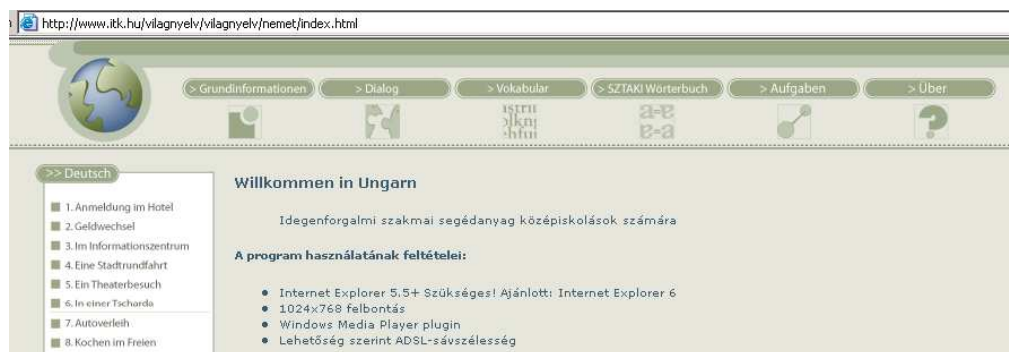 http://www.itk.hu/vilagnyelv/vilagnyelv/nemet/index.html
> Grundinformationen
> Dialog
> Vokabular
> SZTAKI Wörterbuch
> Aufgaben
> Über
>> Deutsch
1. Anmeldung im Hotel
2. Geldwechsel
3. Im Informationszentrum
4. Eine Stadtrundfahrt
5. Ein Theaterbesuch
6. In einer Tscharda
7. Autoverleih
8. Kochen im Freien
Willkommen in Ungarn
Idegenforgalmi szakmai segédanyag középiskolások számára
A program használatának feltételei:
Internet Explorer 5.5+ Szükséges! Ajánlott: Internet Explorer 6
1024x768 felbontás
Windows Media Player plugin
Lehetőség szerint ADSL-sávszélesség